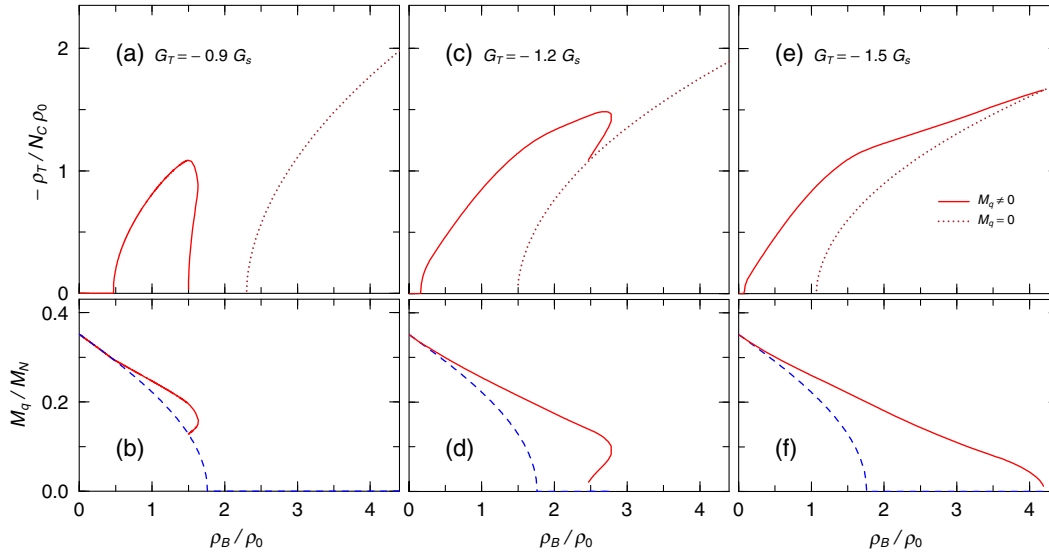 (a) G_T = − 0.9 G_s
(c) G_T = − 1.2 G_s
(e) G_T = − 1.5 G_s
2
1
0
− ρ_T / N_C ρ_0
M_q ≠ 0
M_q = 0
0.4
0.2
0.0
M_q / M_N
(b)
(d)
(f)
0 1 2 3 4
0 1 2 3 4
0 1 2 3 4
ρ_B / ρ_0
ρ_B / ρ_0
ρ_B / ρ_0